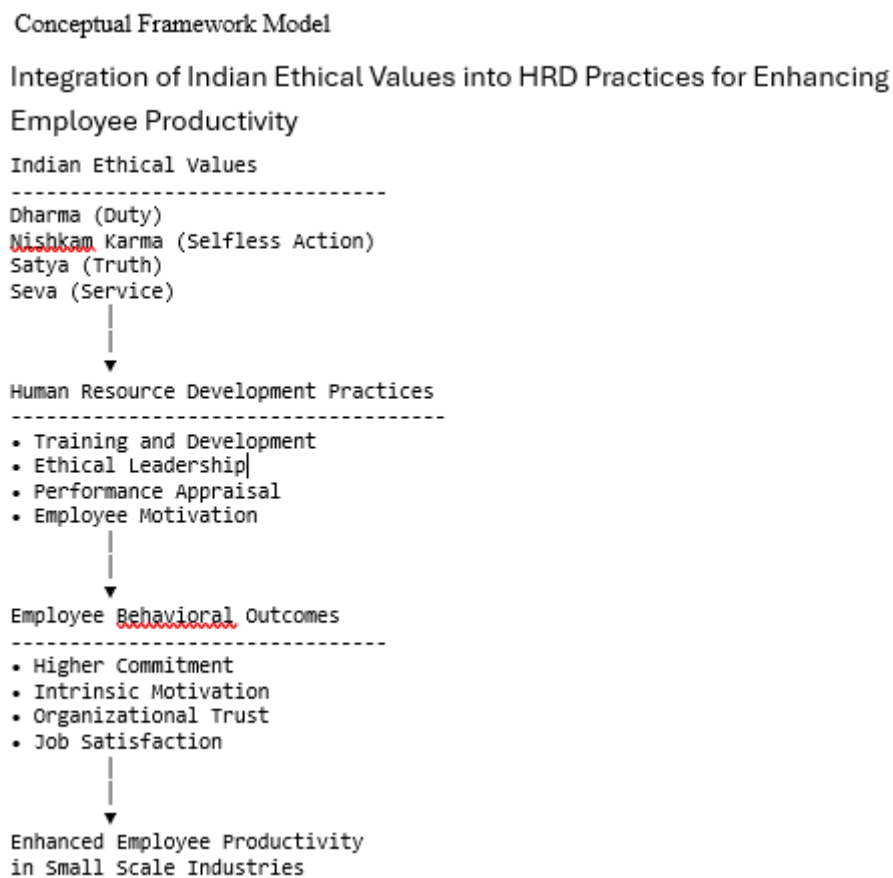 Conceptual Framework Model
Integration of Indian Ethical Values into HRD Practices for Enhancing
Employee Productivity
Indian Ethical Values
--------------------------------
Dharma (Duty)
Nishkam Karma (Selfless Action)
Satya (Truth)
Seva (Service)
│
│
▼
Human Resource Development Practices
-------------------------------------
• Training and Development
• Ethical Leadership
• Performance Appraisal
• Employee Motivation
│
│
▼
Employee Behavioral Outcomes
--------------------------------
• Higher Commitment
• Intrinsic Motivation
• Organizational Trust
• Job Satisfaction
│
│
▼
Enhanced Employee Productivity
in Small Scale Industries